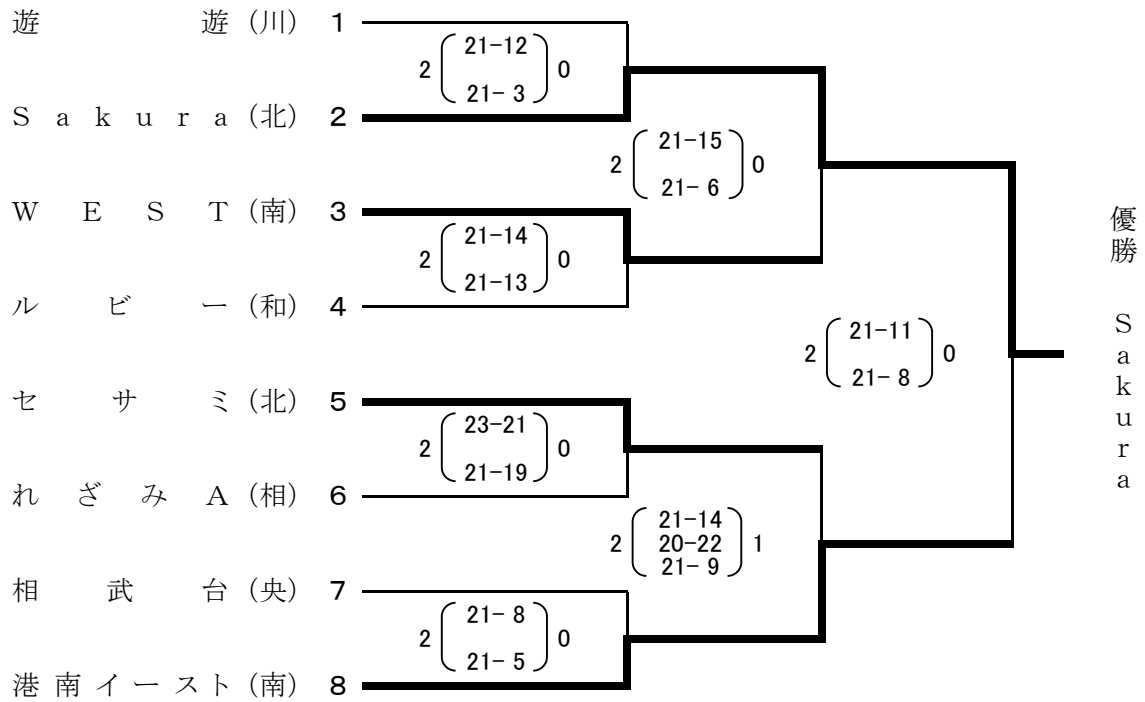 遊遊(川) 1
2 21-12 0
21- 3
Sakura(北) 2
2 21-15 0
21- 6
WEST(南) 3
2 21-14 0
21-13
ルビー(和) 4
2 21-11 0
21- 8
優勝 Sakura
セサミ(北) 5
2 23-21 0
21-19
れざみA(相) 6
21-14
2 20-22 1
21- 9
相武台(央) 7
2 21- 8 0
21- 5
港南イースト(南) 8